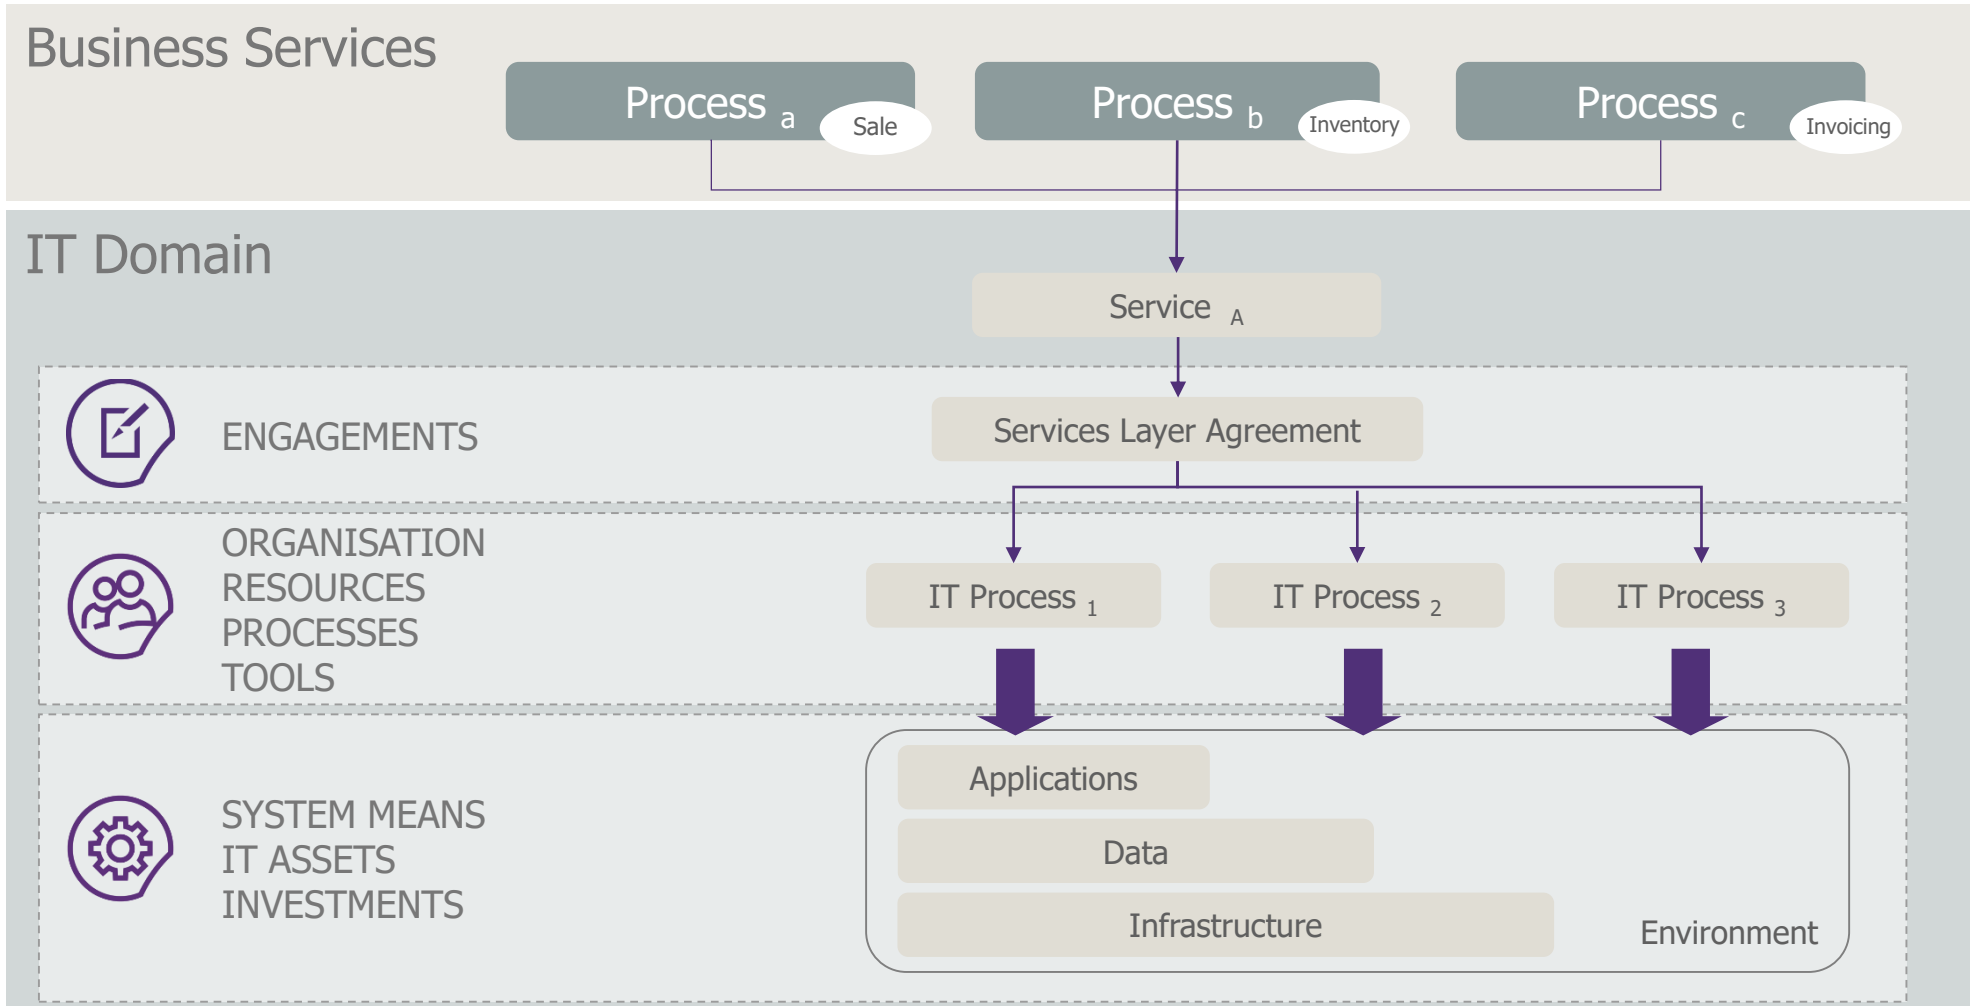 Business Services
Process a
Sale
Process b
Inventory
Process c
Invoicing
IT Domain
Service A
ENGAGEMENTS
Services Layer Agreement
ORGANISATION
RESOURCES
PROCESSES
TOOLS
IT Process 1
IT Process 2
IT Process 3
SYSTEM MEANS
IT ASSETS
INVESTMENTS
Applications
Data
Infrastructure
Environment